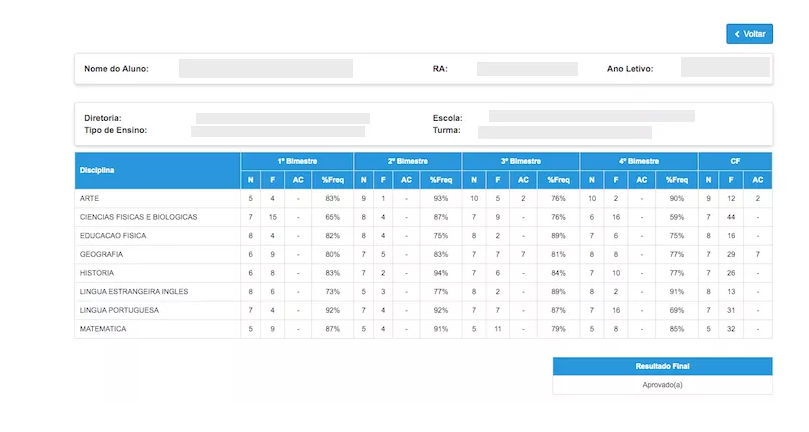 Voltar
Nome do Aluno: RA: Ano Letivo:
Diretoria: Escola:
Tipo de Ensino: Turma:
Disciplina 1º Bimestre 2º Bimestre 3º Bimestre 4º Bimestre CF
N F AC %Freq N F AC %Freq N F AC %Freq N F AC %Freq N F AC
ARTE 5 4 - 83% 9 1 - 93% 10 5 2 76% 10 2 - 90% 9 12 2
CIENCIAS FISICAS E BIOLOGICAS 7 15 - 65% 8 4 - 87% 7 9 - 76% 6 16 - 59% 7 44 -
EDUCACAO FISICA 8 4 - 82% 8 4 - 75% 8 2 - 89% 7 6 - 75% 8 16 -
GEOGRAFIA 6 9 - 80% 7 5 - 83% 7 7 7 81% 8 8 - 77% 7 29 7
HISTORIA 6 8 - 83% 7 2 - 94% 7 6 - 84% 7 10 - 77% 7 26 -
LINGUA ESTRANGEIRA INGLES 8 6 - 73% 5 3 - 77% 8 2 - 89% 8 2 - 91% 8 13 -
LINGUA PORTUGUESA 7 4 - 92% 7 4 - 92% 7 7 - 87% 7 16 - 69% 7 31 -
MATEMATICA 5 9 - 87% 5 4 - 91% 5 11 - 79% 5 8 - 85% 5 32 -
Resultado Final
Aprovado(a)